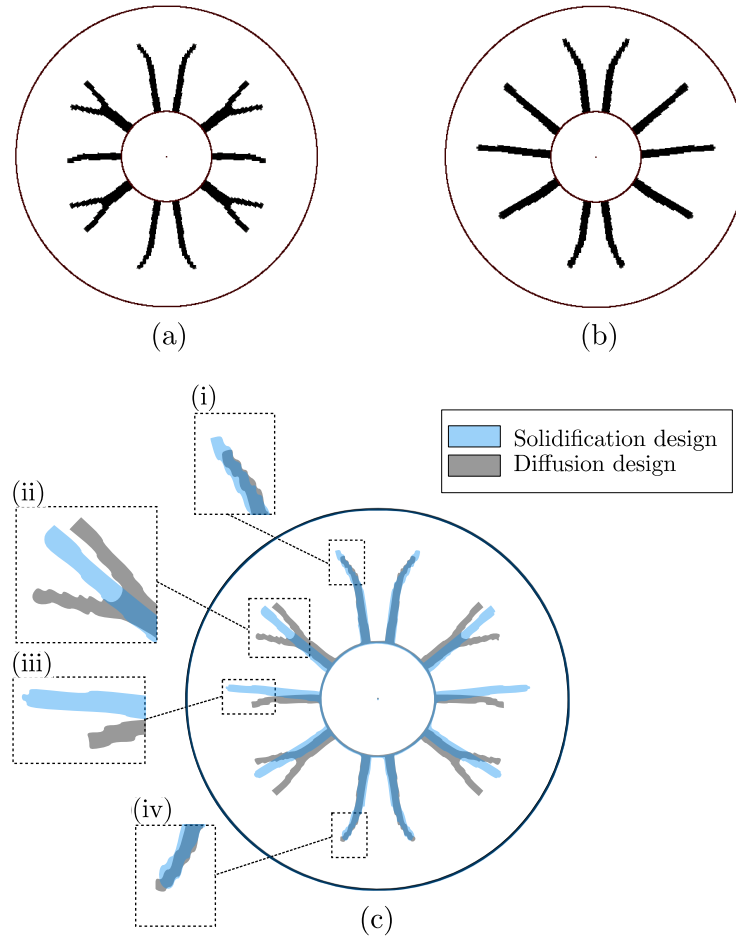 (a)
(b)
(i)
Solidification design
Diffusion design
(ii)
(iii)
(iv)
(c)